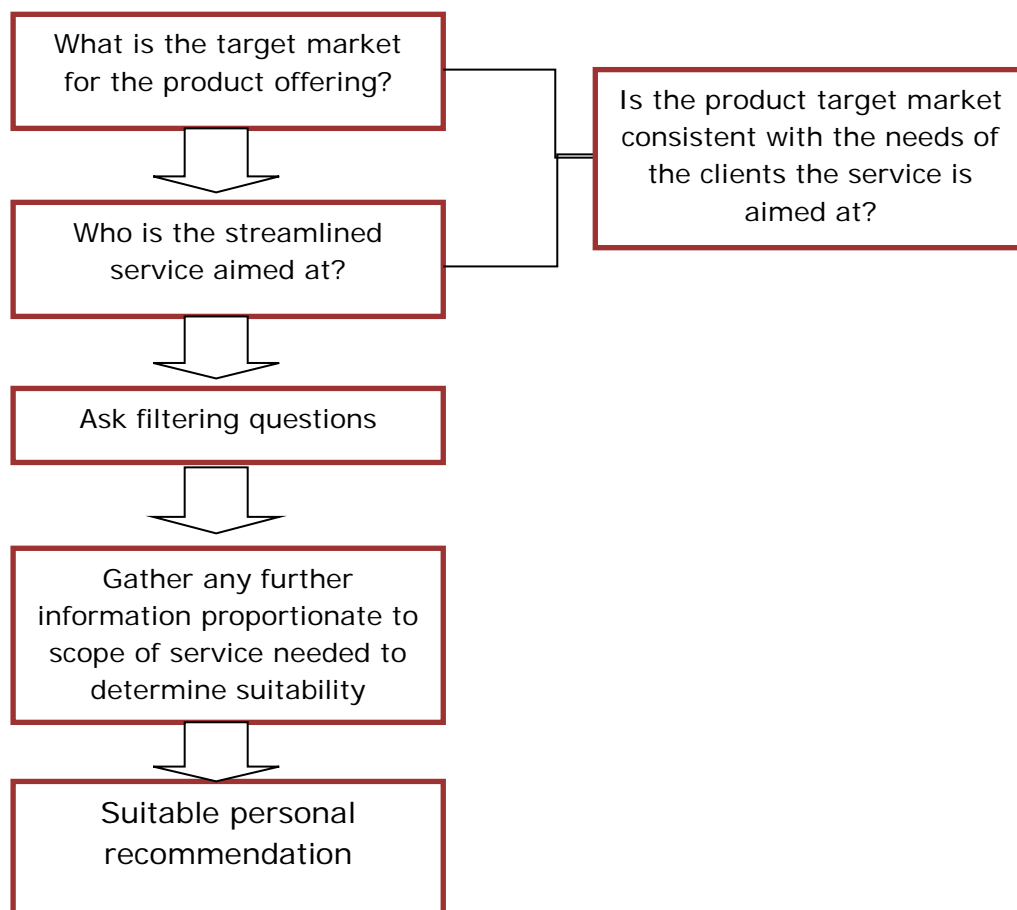 What is the target market
for the product offering?
Is the product target market
consistent with the needs of
the clients the service is
aimed at?
Who is the streamlined
service aimed at?
Ask filtering questions
Gather any further
information proportionate to
scope of service needed to
determine suitability
Suitable personal
recommendation